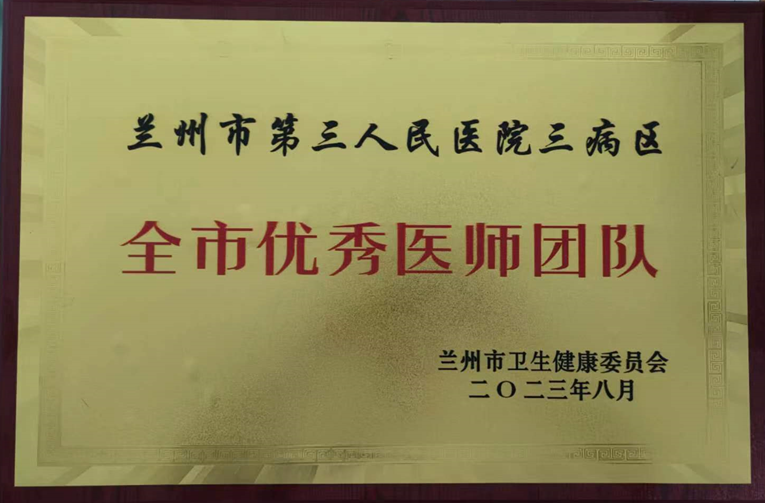 兰州市第三人民医院三病区
全市优秀医师团队
兰州市卫生健康委员会
二〇二三年八月